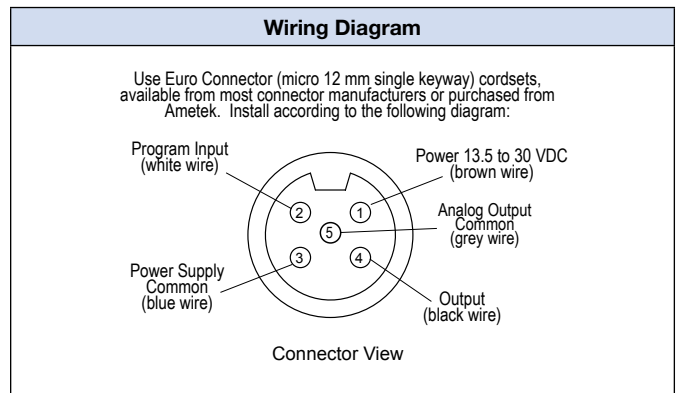 Wiring Diagram
Use Euro Connector (micro 12 mm single keyway) cordsets,
available from most connector manufacturers or purchased from
Ametek. Install according to the following diagram:
Program Input
(white wire)
Power 13.5 to 30 VDC
(brown wire)
2
1
Analog Output
Common
(grey wire)
5
3
4
Power Supply
Common
(blue wire)
Output
(black wire)
Connector View